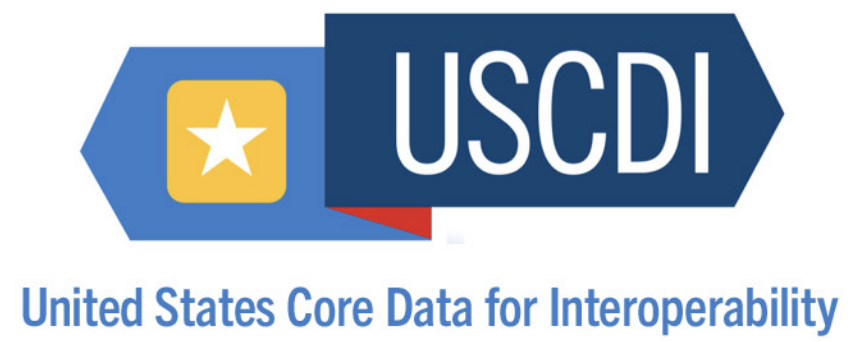 USCDI
United States Core Data for Interoperability